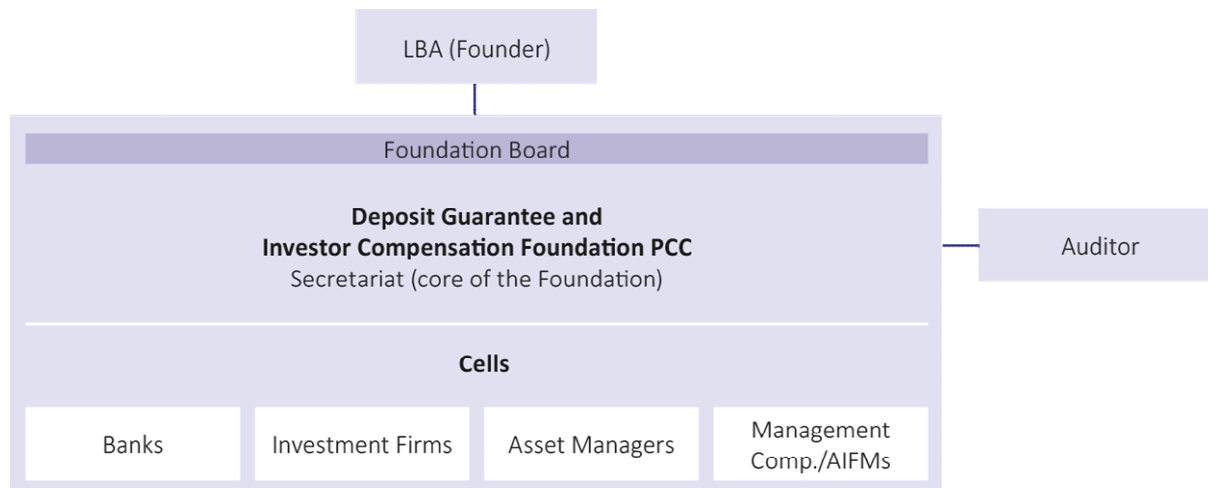 LBA (Founder)
Foundation Board
Deposit Guarantee and
Investor Compensation Foundation PCC
Secretariat (core of the Foundation)
Auditor
Cells
Banks
Investment Firms
Asset Managers
Management
Comp./AIFMs